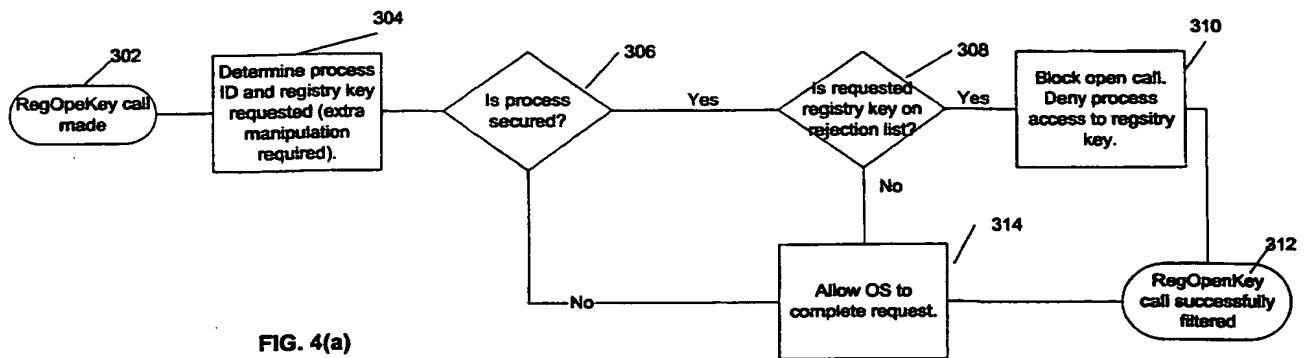 302
RegOpeKey call
made
304
Determine process
ID and registry key
requested (extra
manipulation
required).
306
Is process
secured?
Yes
308
Is requested
registry key on
rejection list?
Yes
310
Block open call.
Deny process
access to regsitry
key.
No
314
Allow OS to
complete request.
No
312
RegOpenKey
call successfully
filtered
FIG. 4(a)